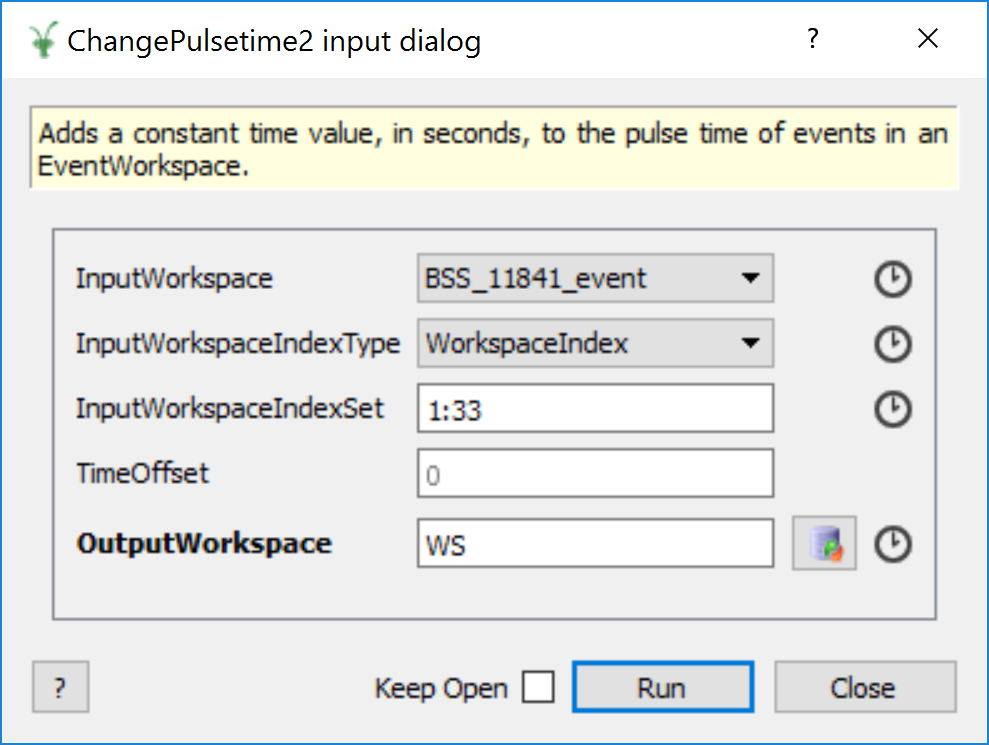 ChangePulsetime2 input dialog ?
Adds a constant time value, in seconds, to the pulse time of events in an
EventWorkspace.
InputWorkspace BSS_11841_event
InputWorkspaceIndexType WorkspaceIndex
InputWorkspaceIndexSet 1:33
TimeOffset 0
OutputWorkspace WS
? Keep Open Run Close